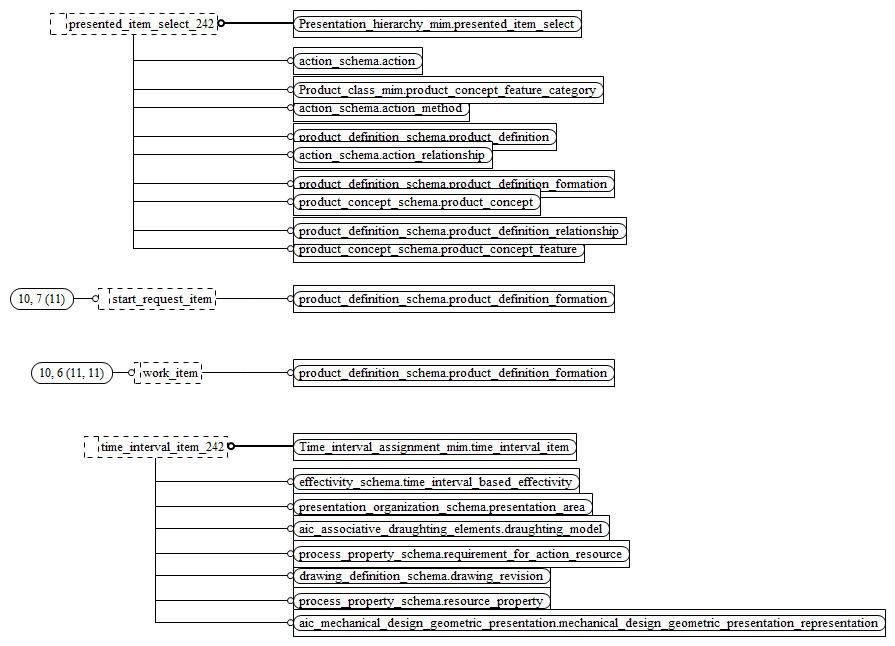 presented_item_select_242
Presentation_hierarchy_mim.presented_item_select
action_schema.action
Product_class_mim.product_concept_feature_category
action_schema.action_method
product_definition_schema.product_definition
action_schema.action_relationship
product_definition_schema.product_definition_formation
product_concept_schema.product_concept
product_definition_schema.product_definition_relationship
product_concept_schema.product_concept_feature
10, 7 (11)
start_request_item
product_definition_schema.product_definition_formation
10, 6 (11, 11)
work_item
product_definition_schema.product_definition_formation
time_interval_item_242
Time_interval_assignment_mim.time_interval_item
effectivity_schema.time_interval_based_effectivity
presentation_organization_schema.presentation_area
aic_associative_draughting_elements.draughting_model
process_property_schema.requirement_for_action_resource
drawing_definition_schema.drawing_revision
process_property_schema.resource_property
aic_mechanical_design_geometric_presentation.mechanical_design_geometric_presentation_representation